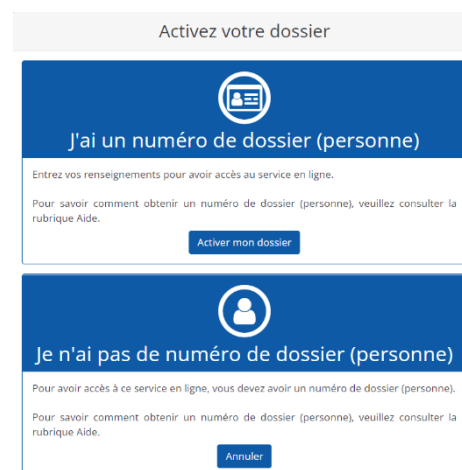 Activez votre dossier
J'ai un numéro de dossier (personne)
Entrez vos renseignements pour avoir accès au service en ligne.
Pour savoir comment obtenir un numéro de dossier (personne), veuillez consulter la
rubrique Aide.
Activer mon dossier
Je n'ai pas de numéro de dossier (personne)
Pour avoir accès à ce service en ligne, vous devez avoir un numéro de dossier (personne).
Pour savoir comment obtenir un numéro de dossier (personne), veuillez consulter la
rubrique Aide.
Annuler